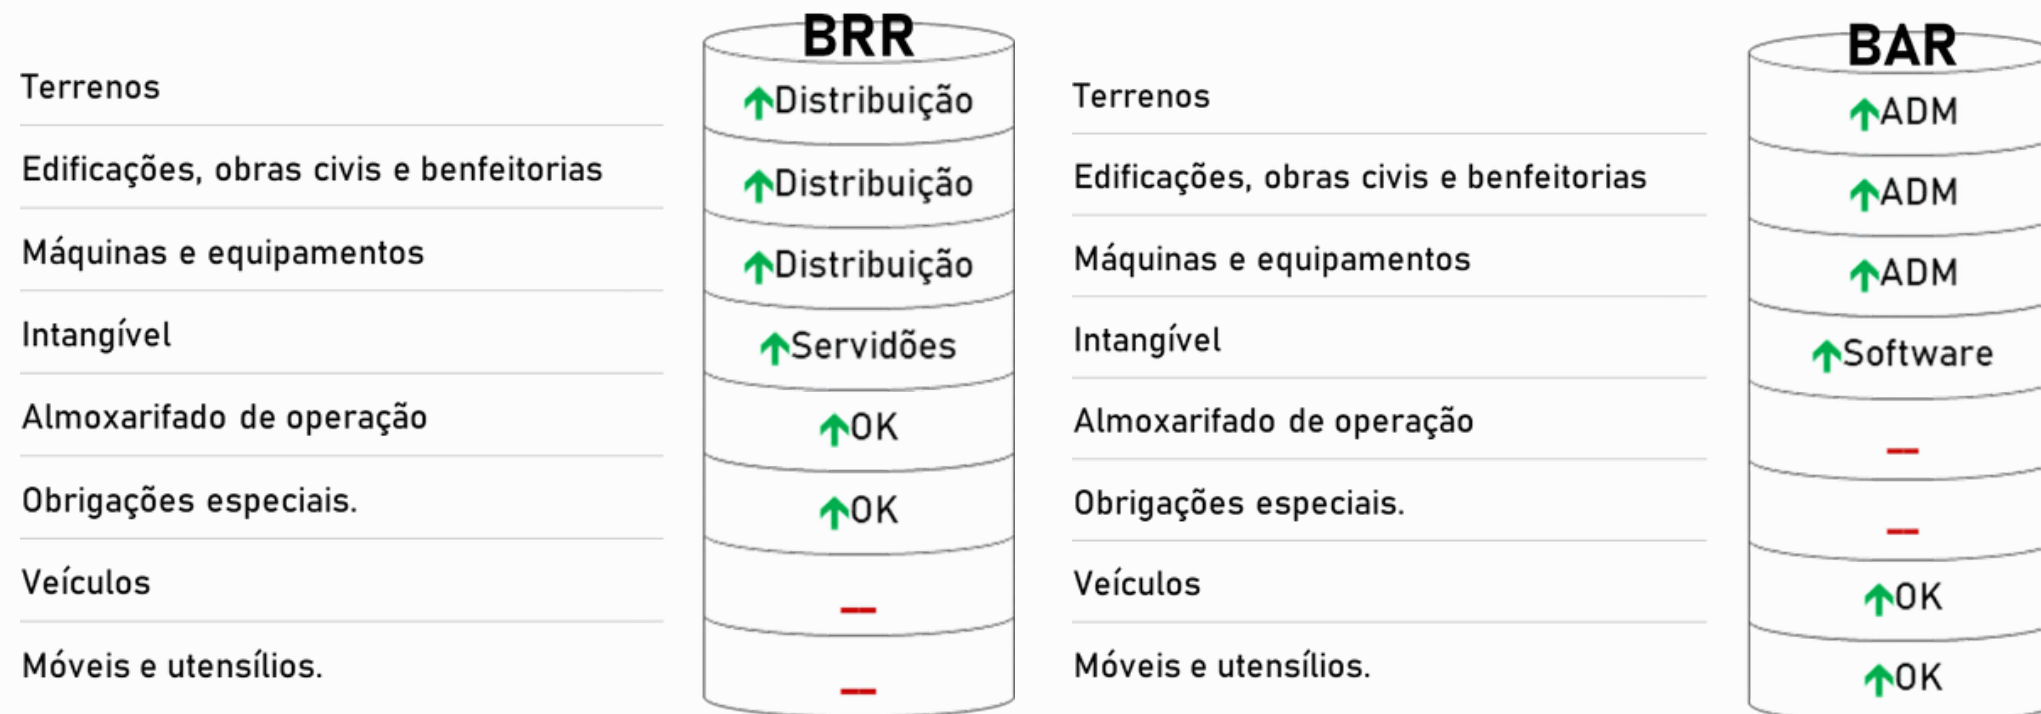 BRR
Terrenos
↑Distribuição
Edificações, obras civis e benfeitorias
↑Distribuição
Máquinas e equipamentos
↑Distribuição
Intangível
↑Servidões
Almoxarifado de operação
↑OK
Obrigações especiais.
↑OK
Veículos
—
Móveis e utensílios.
—
BAR
Terrenos
↑ADM
Edificações, obras civis e benfeitorias
↑ADM
Máquinas e equipamentos
↑ADM
Intangível
↑Software
Almoxarifado de operação
—
Obrigações especiais.
—
Veículos
↑OK
Móveis e utensílios.
↑OK